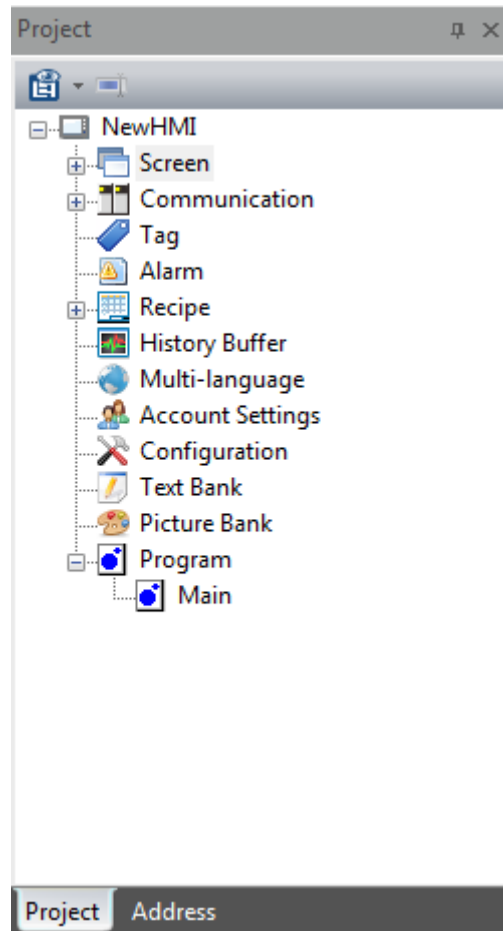 Project
NewHMI
Screen
Communication
Tag
Alarm
Recipe
History Buffer
Multi-language
Account Settings
Configuration
Text Bank
Picture Bank
Program
Main
Project Address